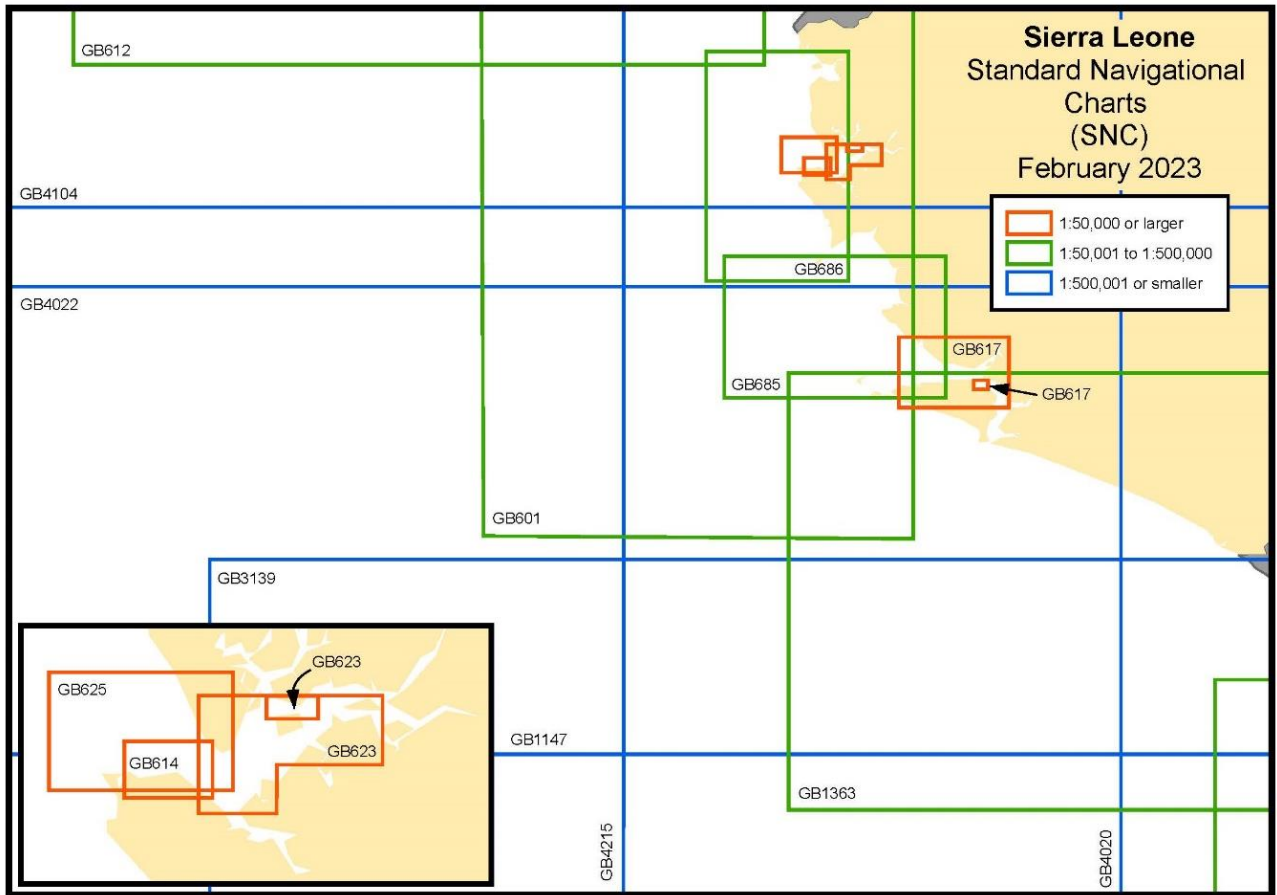 Sierra Leone
Standard Navigational
Charts
(SNC)
February 2023
1:50,000 or larger
1:50,001 to 1:500,000
1:500,001 or smaller
GB612
GB4104
GB686
GB4022
GB617
GB685
GB617
GB601
GB3139
GB623
GB625
GB623
GB614
GB1147
GB1363
GB4215
GB4020